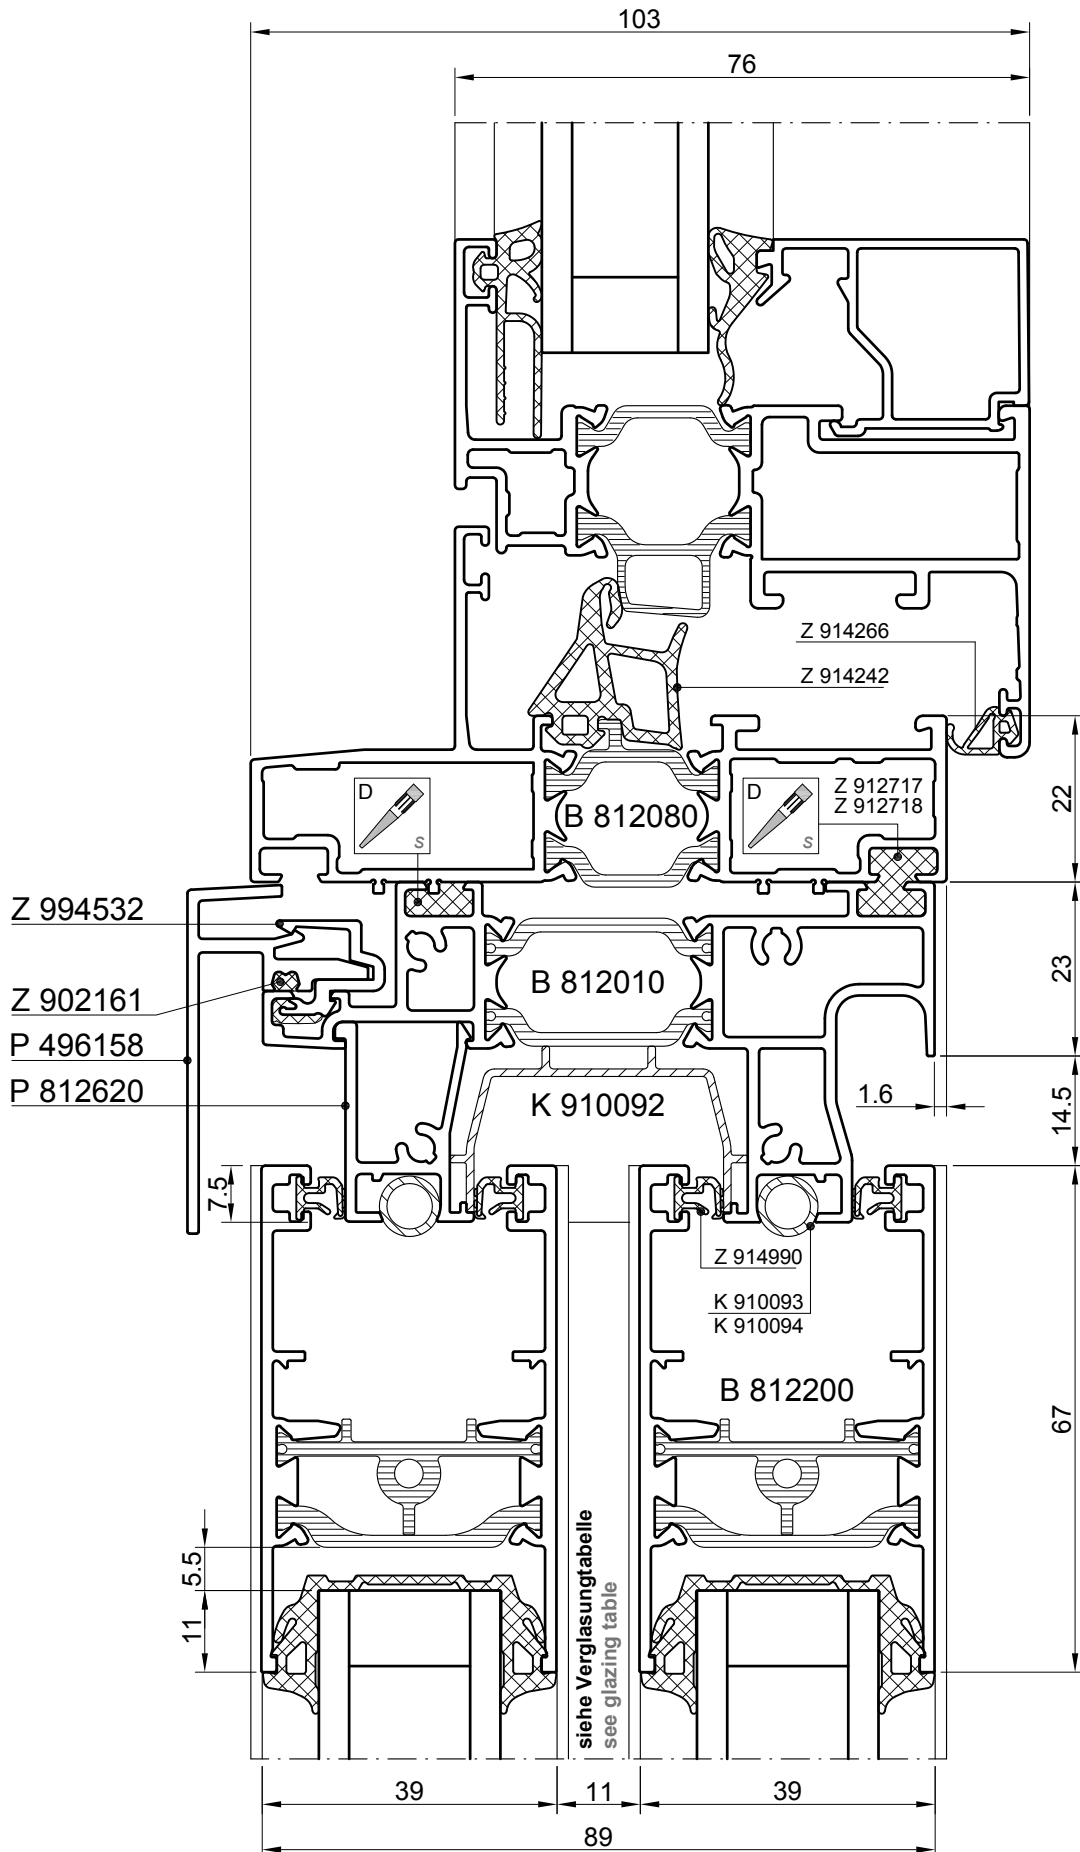 103
76
Z 914266
Z 914242
D
S
B 812080
D
S
Z 912717
Z 912718
22
Z 994532
B 812010
23
Z 902161
P 496158
P 812620
K 910092
1.6
14.5
7.5
Z 914990
K 910093
K 910094
B 812200
67
5.5
11
siehe Verglasungtabelle
see glazing table
39
11
39
89